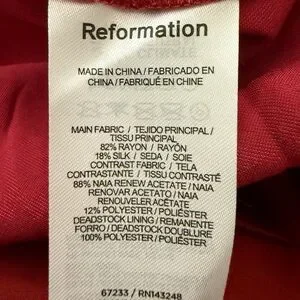 Reformation
MADE IN CHINA / FABRICADO EN
CHINA / FABRIQUÉ EN CHINE
MAIN FABRIC / TEJIDO PRINCIPAL /
TISSU PRINCIPAL
82% RAYON / RAYÓN
18% SILK / SEDA / SOIE
CONTRAST FABRIC / TELA
CONTRASTANTE / TISSU CONTRASTÉ
88% NAIA RENEW ACETATE / NAIA
RENOVAR ACETATO / NAIA
RENOUVELER ACÉTATE
12% POLYESTER / POLIÉSTER
DEADSTOCK LINING / REMANENTE
FORRO / DEADSTOCK DOUBLURE
100% POLYESTER / POLIÉSTER
67233 / RN143248